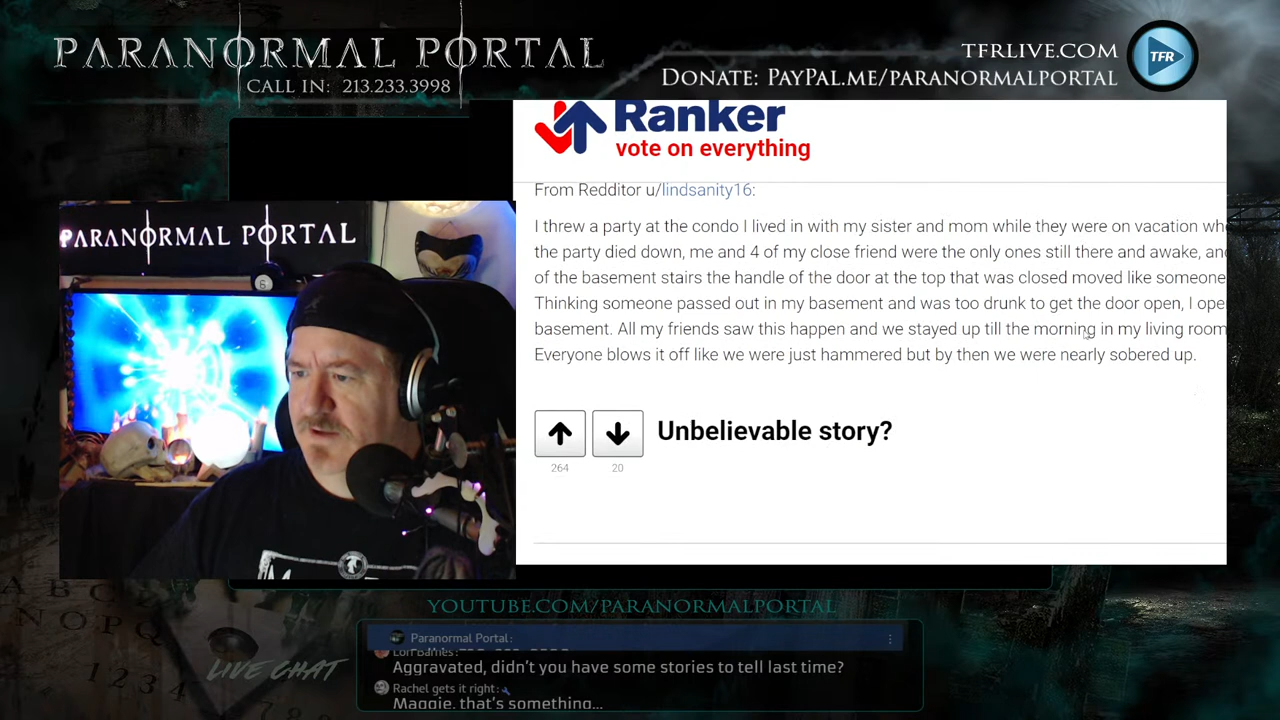 PARANORMAL PORTAL
CALL IN: 213.233.3998
TFRLIVE.COM
DONATE: PAYPAL.ME/PARANORMALPORTAL
TFR
Ranker
vote on everything
From Redditor u/lindsanity16:
I threw a party at the condo I lived in with my sister and mom while they were on vacation
the party died down, me and 4 of my close friend were the only ones still there and awake,
of the basement stairs the handle of the door at the top that was closed moved like someone
Thinking someone passed out in my basement and was too drunk to get the door open, I
basement. All my friends saw this happen and we stayed up till the morning in my living room
Everyone blows it off like we were just hammered but by then we were nearly sobered up.
264
20
Unbelievable story?
PARANORMAL PORTAL
6
YOUTUBE.COM/PARANORMALPORTAL
LIVE CHAT
Paranormal Portal:
Lori Barnes:
Aggravated, didn't you have some stories to tell last time?
Rachel gets it right:
Maggie, that's something...
A B C
N O P Q
1 2 3 4